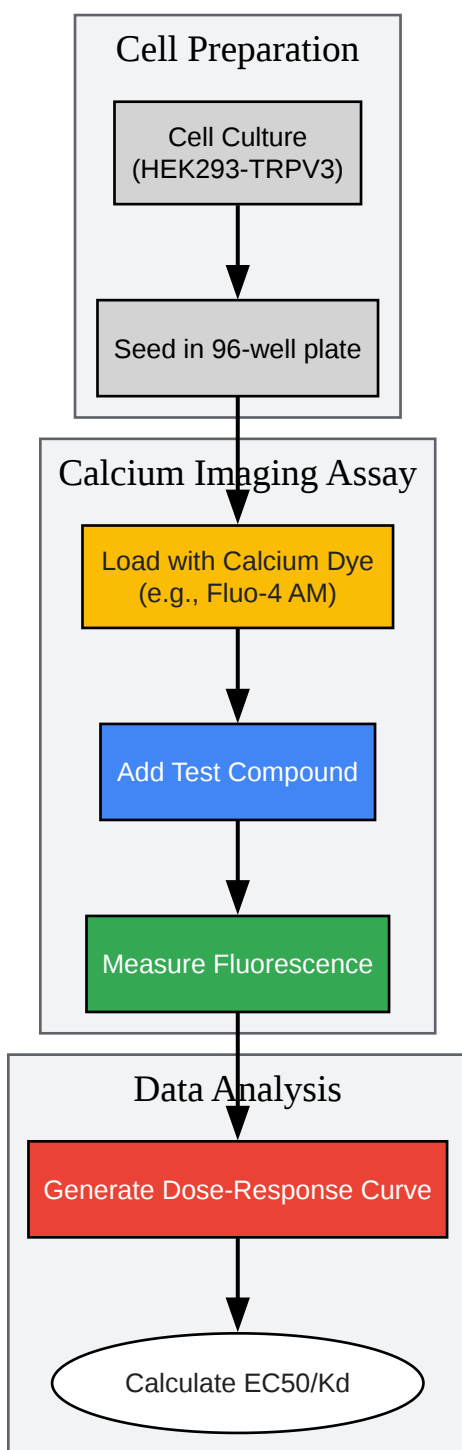 Cell Preparation
Cell Culture
(HEK293-TRPV3)
Seed in 96-well plate
Calcium Imaging Assay
Load with Calcium Dye
(e.g., Fluo-4 AM)
Add Test Compound
Measure Fluorescence
Data Analysis
Generate Dose-Response Curve
Calculate EC50/Kd